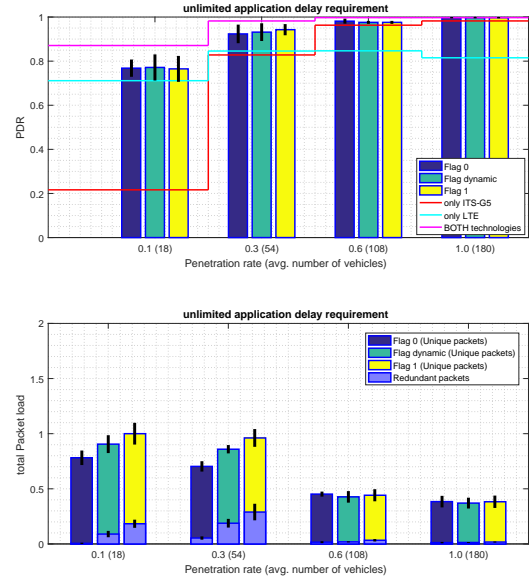 unlimited application delay requirement
1
0.8
0.6
0.4
0.2
0
PDR
Flag 0
Flag dynamic
Flag 1
only ITS-G5
only LTE
BOTH technologies
0.1 (18) 0.3 (54) 0.6 (108) 1.0 (180)
Penetration rate (avg. number of vehicles)
unlimited application delay requirement
2
1.5
1
0.5
0
total Packet load
Flag 0 (Unique packets)
Flag dynamic (Unique packets)
Flag 1 (Unique packets)
Redundant packets
0.1 (18) 0.3 (54) 0.6 (108) 1.0 (180)
Penetration rate (avg. number of vehicles)